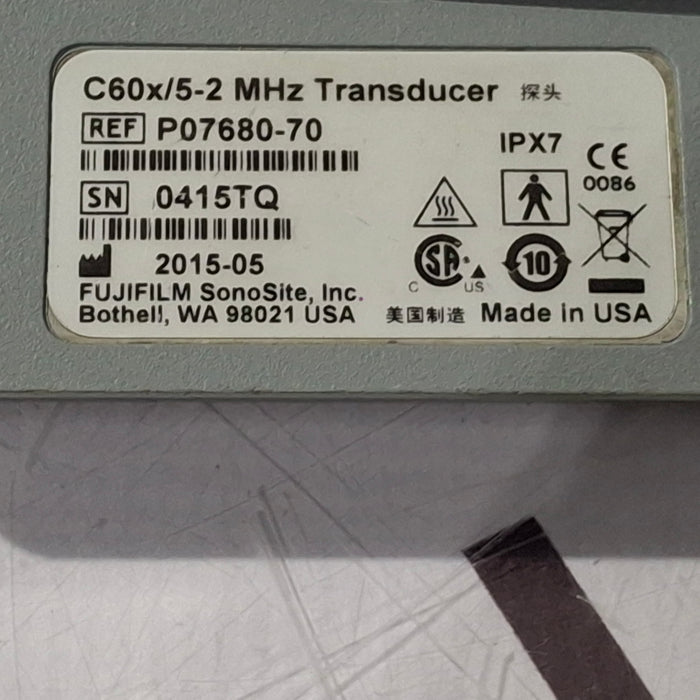 C60x/5-2 MHz Transducer 探头
REF P07680-70
IPX7
CE
0086
SN 0415TQ
2015-05
SA
C US
10
FUJIFILM SonoSite, Inc.
Bothell, WA 98021 USA
美国制造 Made in USA